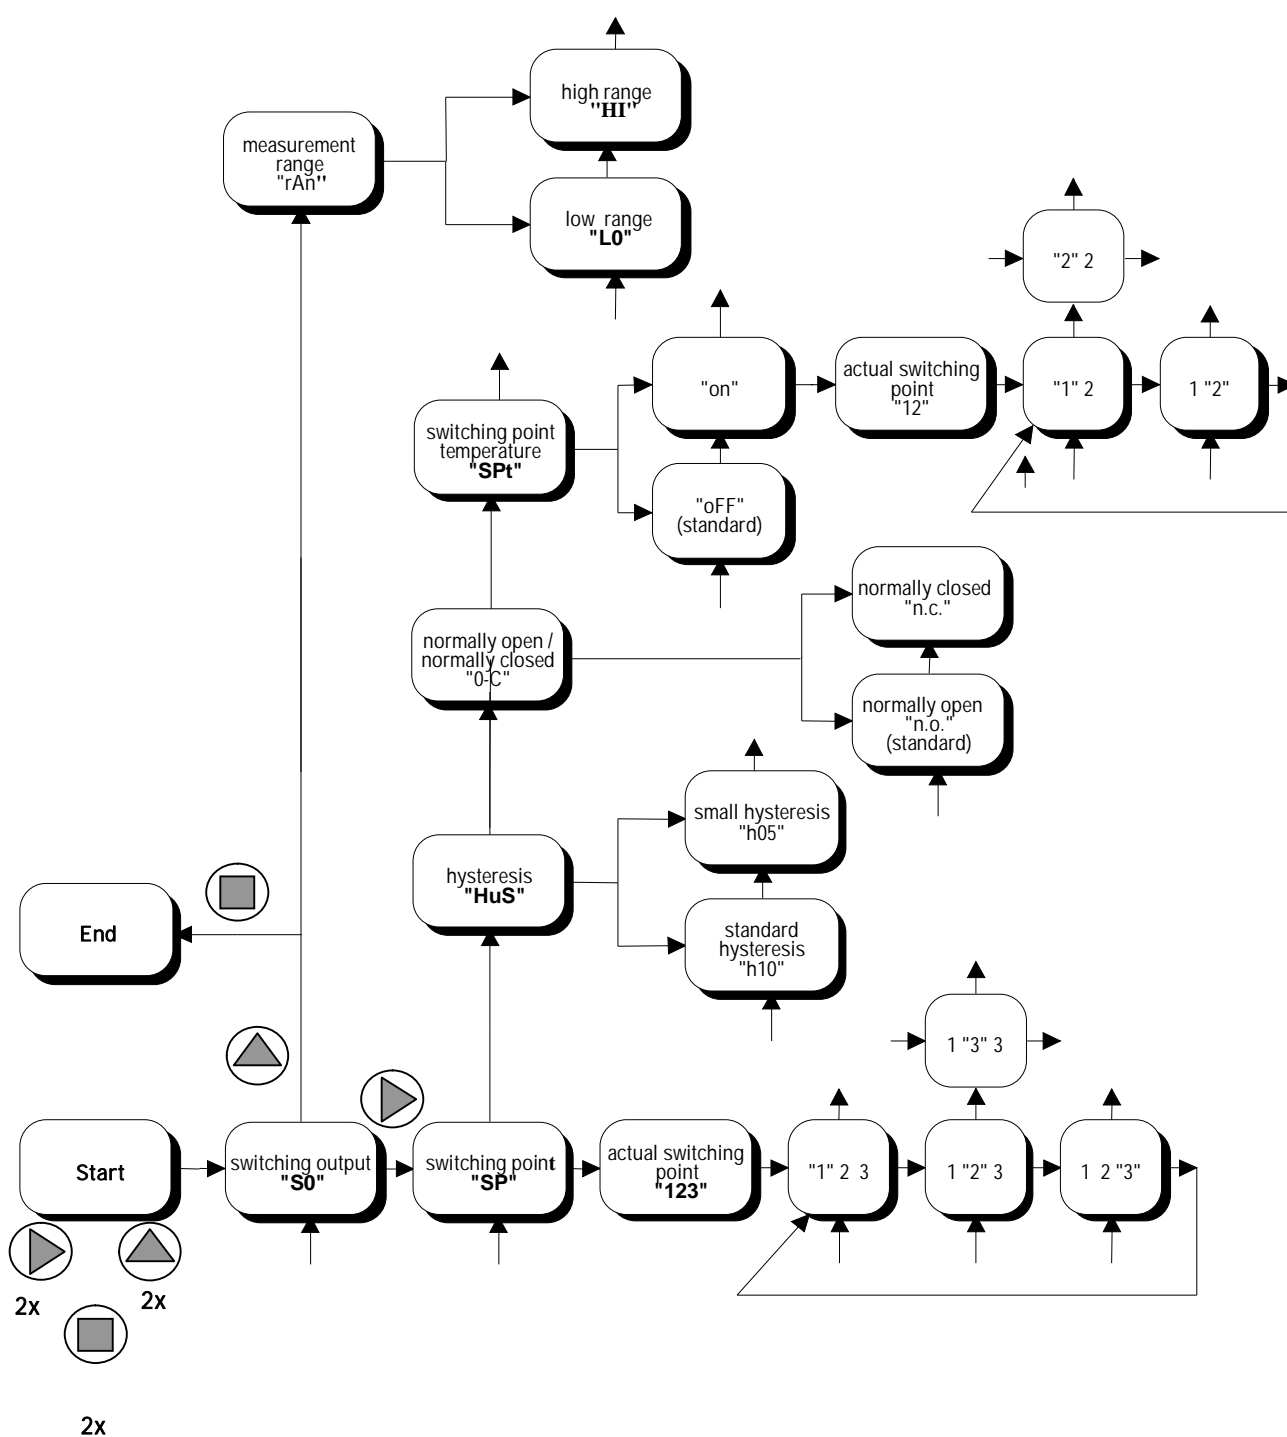 high range
"HI"
measurement
range
"rAn"
low range
"L0"
"2" 2
"on"
actual switching
point
"12"
"1" 2
1 "2"
switching point
temperature
"SPt"
"oFF"
(standard)
normally closed
"n.c."
normally open /
normally closed
"0-C"
normally open
"n.o."
(standard)
small hysteresis
"h05"
hysteresis
"HuS"
End
standard
hysteresis
"h10"
1 "3" 3
Start
switching output
"S0"
switching point
"SP"
actual switching
point
"123"
"1" 2 3
1 "2" 3
1 2 "3"
2x
2x
2x